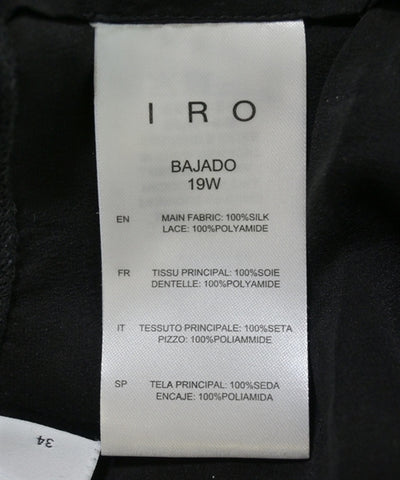 IRO
BAJADO
19W
EN MAIN FABRIC: 100%SILK
LACE: 100%POLYAMIDE
FR TISSU PRINCIPAL: 100%SOIE
DENTELLE: 100%POLYAMIDE
IT TESSUTO PRINCIPALE: 100%SETA
PIZZO: 100%POLIAMMIDE
SP TELA PRINCIPAL: 100%SEDA
ENCAJE: 100%POLIAMIDA
34